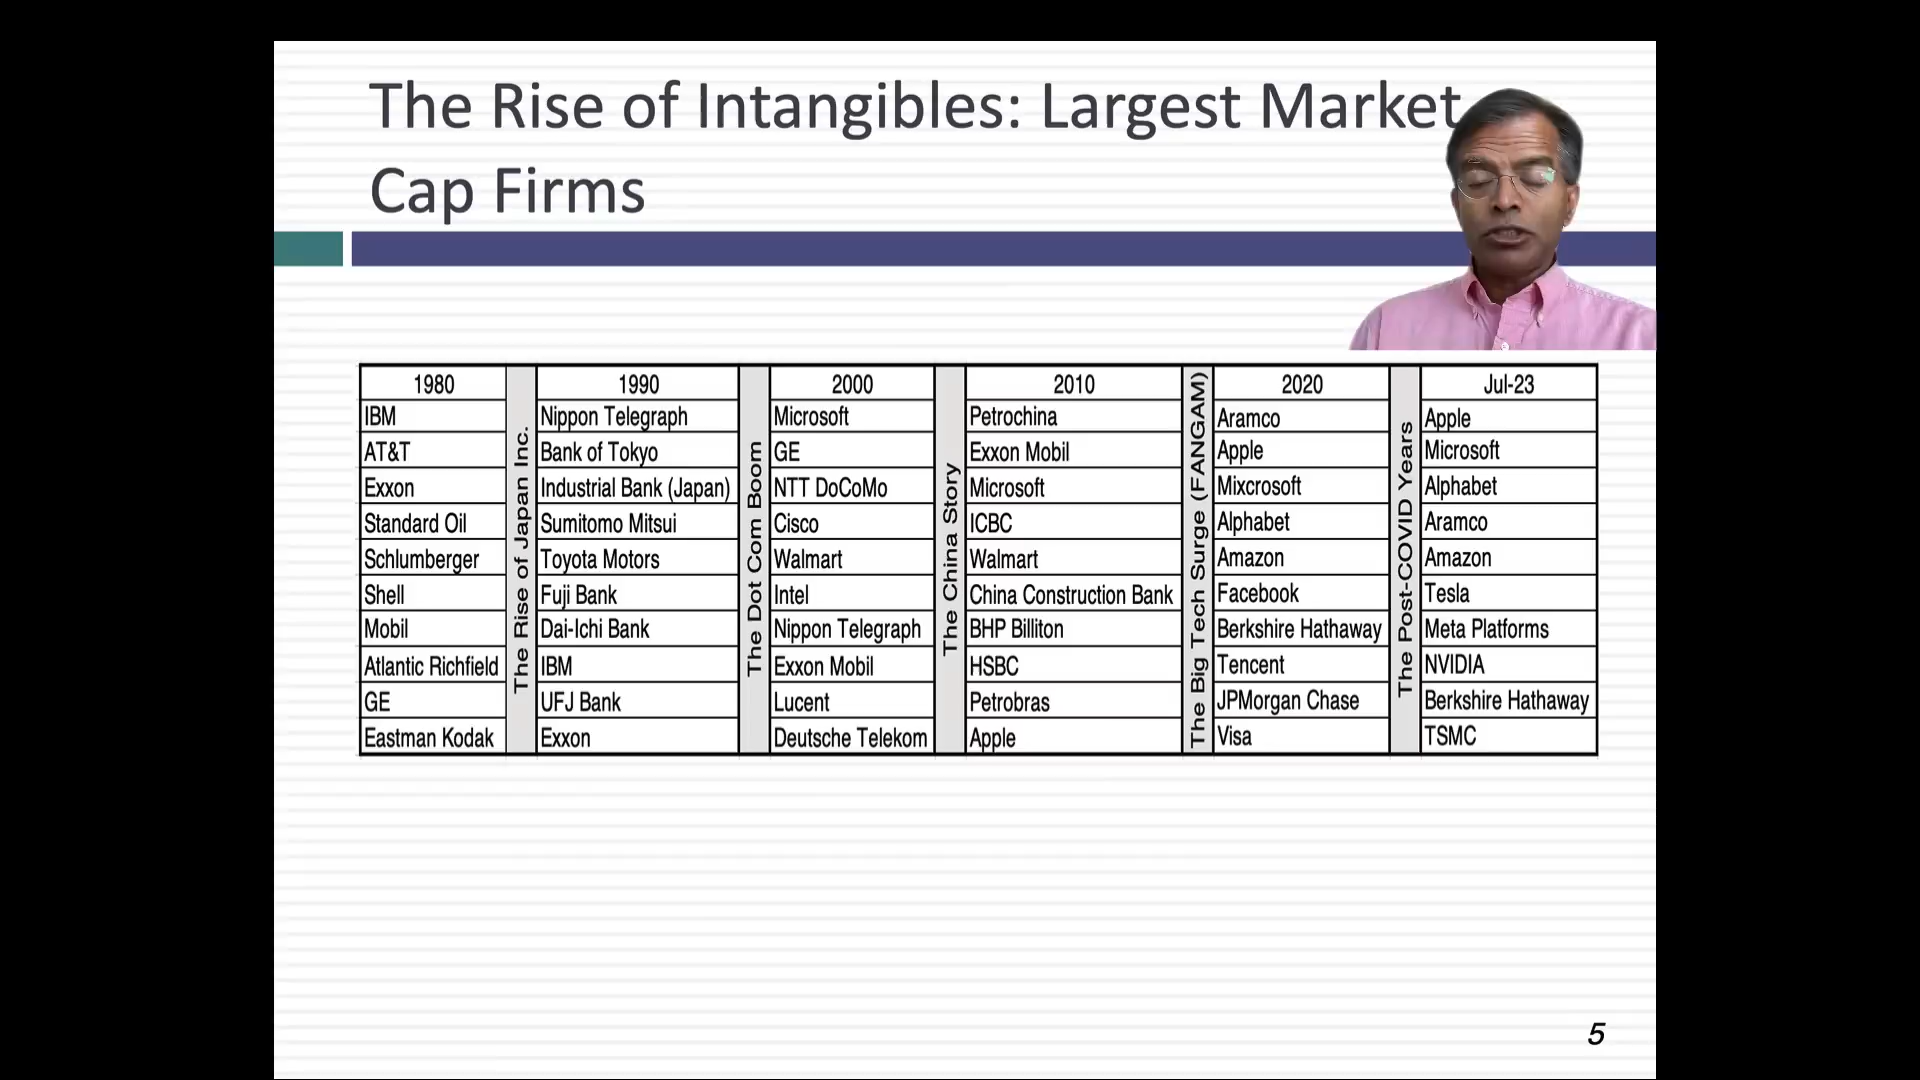 The Rise of Intangibles: Largest Market
Cap Firms
1980
IBM
AT&T
Exxon
Standard Oil
Schlumberger
Shell
Mobil
Atlantic Richfield
GE
Eastman Kodak
The Rise of Japan Inc.
1990
Nippon Telegraph
Bank of Tokyo
Industrial Bank (Japan)
Sumitomo Mitsui
Toyota Motors
Fuji Bank
Dai-Ichi Bank
IBM
UFJ Bank
Exxon
The Dot Com Boom
2000
Microsoft
GE
NTT DoCoMo
Cisco
Walmart
Intel
Nippon Telegraph
Exxon Mobil
Lucent
Deutsche Telekom
The China Story
2010
Petrochina
Exxon Mobil
Microsoft
ICBC
Walmart
China Construction Bank
BHP Billiton
HSBC
Petrobras
Apple
The Big Tech Surge (FANGAM)
2020
Aramco
Apple
Mixcrosoft
Alphabet
Amazon
Facebook
Berkshire Hathaway
Tencent
JPMorgan Chase
Visa
The Post-COVID Years
Jul-23
Apple
Microsoft
Alphabet
Aramco
Amazon
Tesla
Meta Platforms
NVIDIA
Berkshire Hathaway
TSMC
5